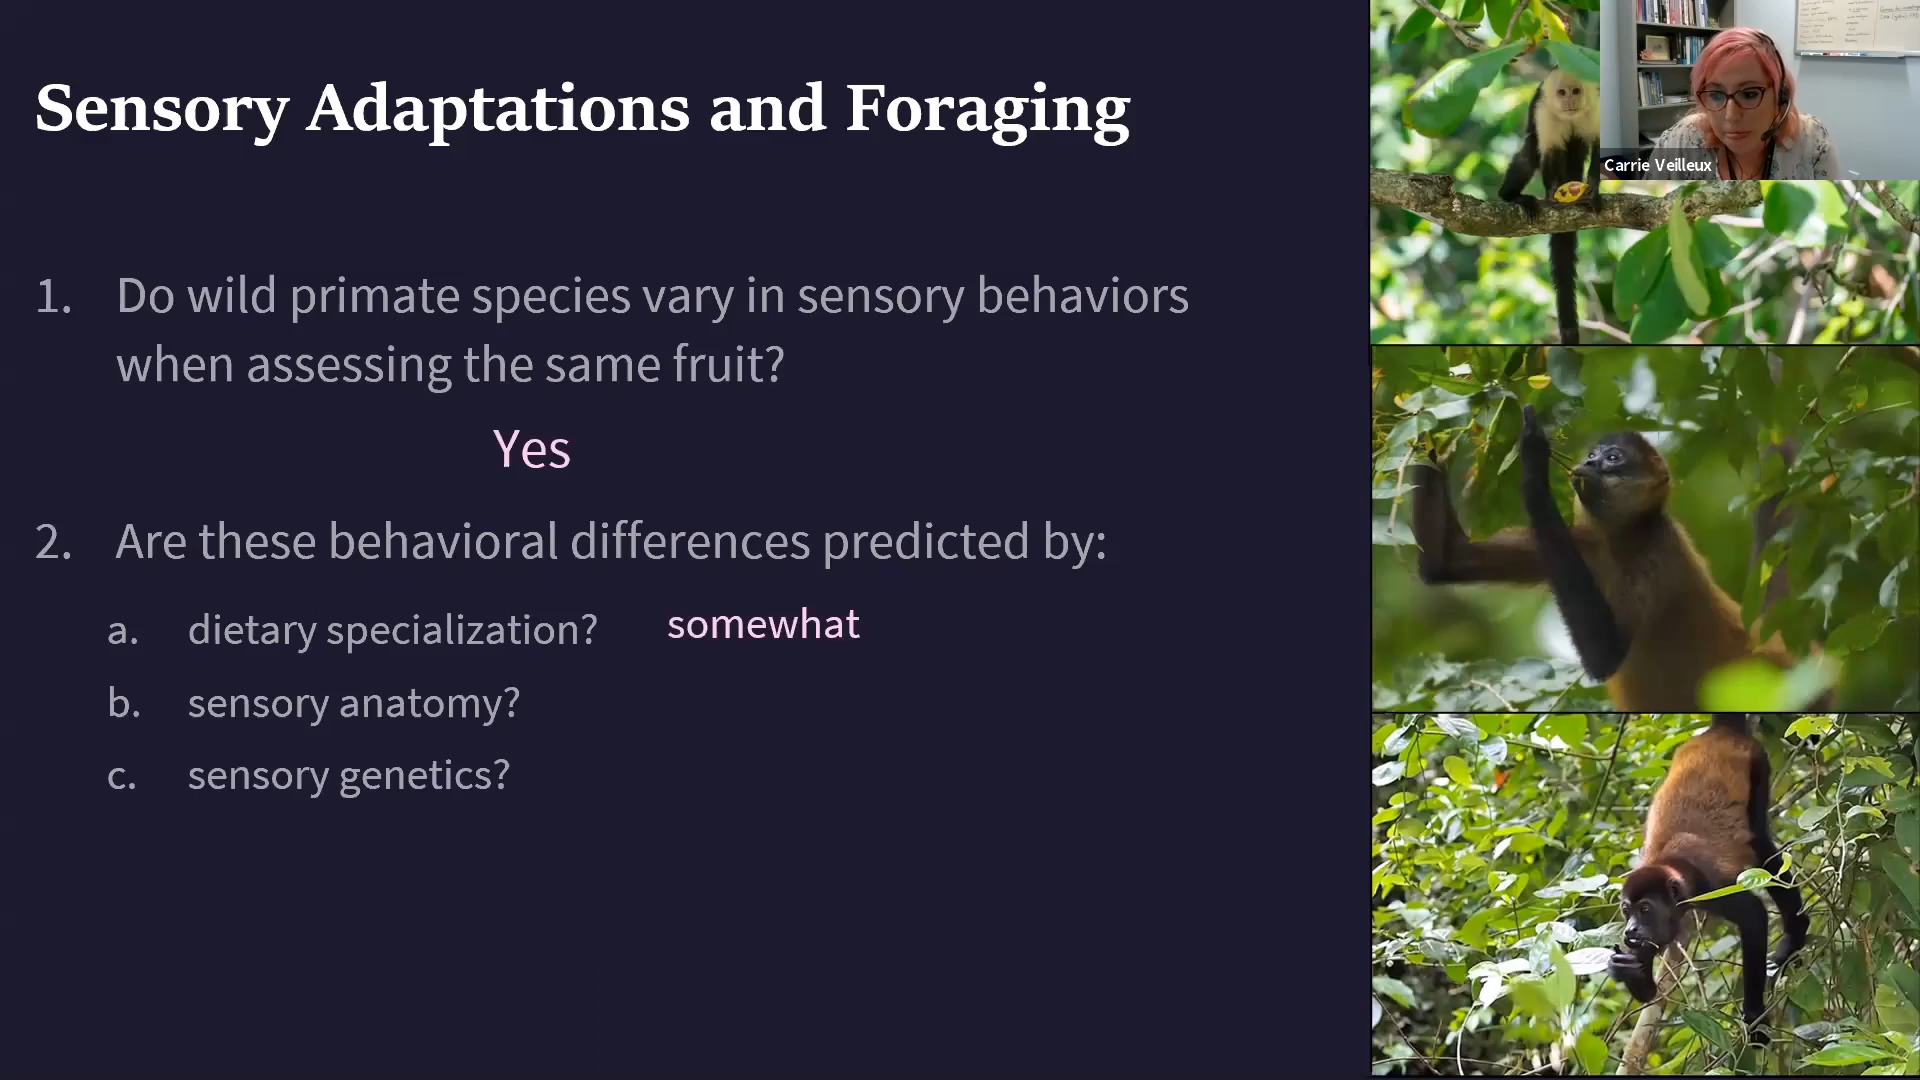 Sensory Adaptations and Foraging
Carrie Veilleux
1. Do wild primate species vary in sensory behaviors
when assessing the same fruit?
Yes
2. Are these behavioral differences predicted by:
a. dietary specialization? somewhat
b. sensory anatomy?
c. sensory genetics?